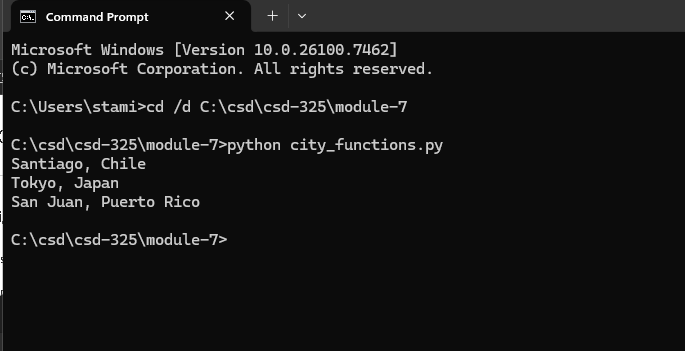 Command Prompt
Microsoft Windows [Version 10.0.26100.7462]
(c) Microsoft Corporation. All rights reserved.
C:\Users\stami>cd /d C:\csd\csd-325\module-7
C:\csd\csd-325\module-7>python city_functions.py
Santiago, Chile
Tokyo, Japan
San Juan, Puerto Rico
C:\csd\csd-325\module-7>